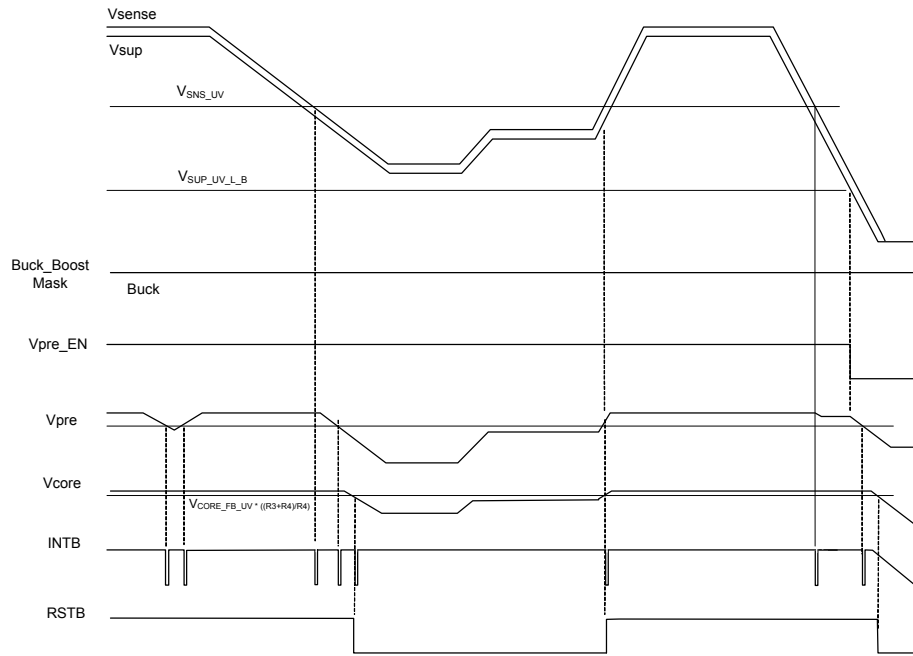 Vsense
Vsup
VSNS_UV
VSUP_UV_L_B
Buck_Boost
Mask
Buck
Vpre_EN
Vpre
Vcore
VCORE_FB_UV * ((R3+R4)/R4)
INTB
RSTB